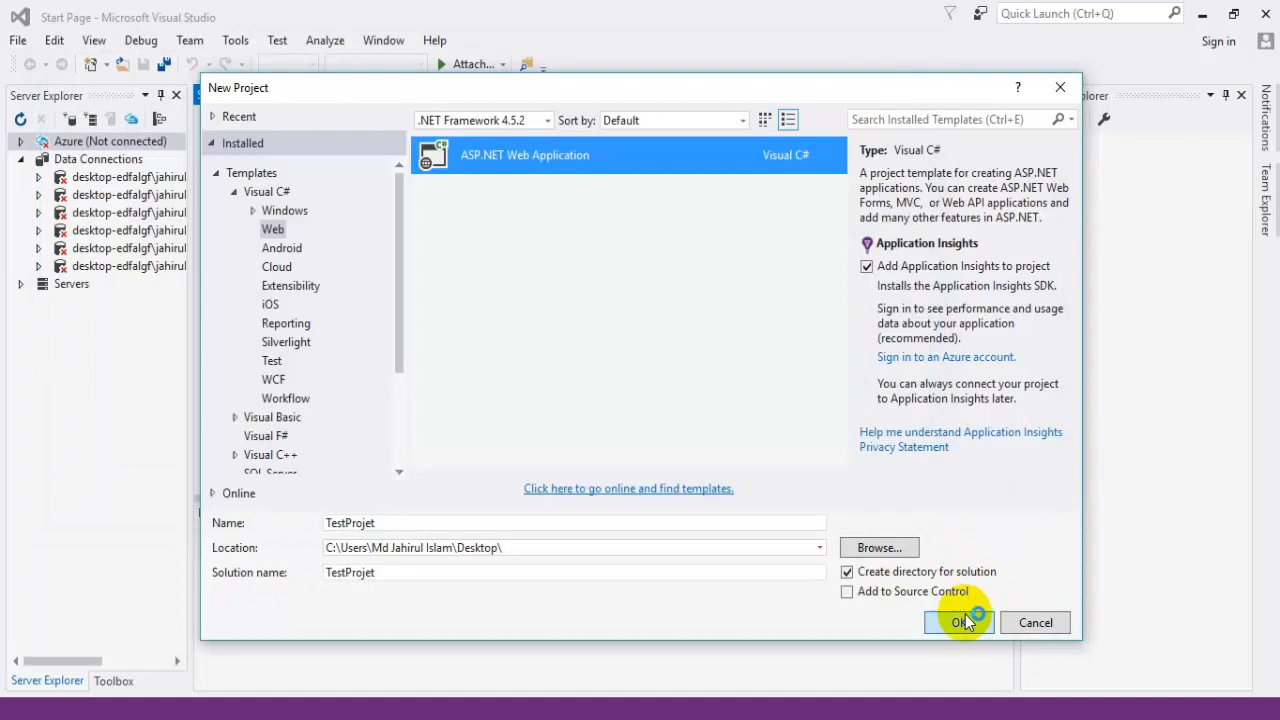 Start Page - Microsoft Visual Studio
Quick Launch (Ctrl+Q)
File Edit View Debug Team Tools Test Analyze Window Help
Sign in
Attach...
Server Explorer
Azure (Not connected)
Data Connections
desktop-edfalgf\jahirul
desktop-edfalgf\jahirul
desktop-edfalgf\jahirul
desktop-edfalgf\jahirul
desktop-edfalgf\jahirul
desktop-edfalgf\jahirul
Servers
Server Explorer Toolbox
New Project
Recent
Installed
Templates
Visual C#
Windows
Web
Android
Cloud
Extensibility
iOS
Reporting
Silverlight
Test
WCF
Workflow
Visual Basic
Visual F#
Visual C++
SQL Server
Online
.NET Framework 4.5.2 Sort by: Default
Search Installed Templates (Ctrl+E)
ASP.NET Web Application Visual C#
Type: Visual C#
A project template for creating ASP.NET
applications. You can create ASP.NET Web
Forms, MVC, or Web API applications and
add many other features in ASP.NET.
Application Insights
Add Application Insights to project
Installs the Application Insights SDK.
Sign in to see performance and usage
data about your application
(recommended).
Sign in to an Azure account.
You can always connect your project
to Application Insights later.
Help me understand Application Insights
Privacy Statement
Click here to go online and find templates.
Name: TestProjet
Location: C:\Users\Md Jahirul Islam\Desktop\
Browse...
Solution name: TestProjet
Create directory for solution
Add to Source Control
OK Cancel
plorer
Notifications
Team Explorer